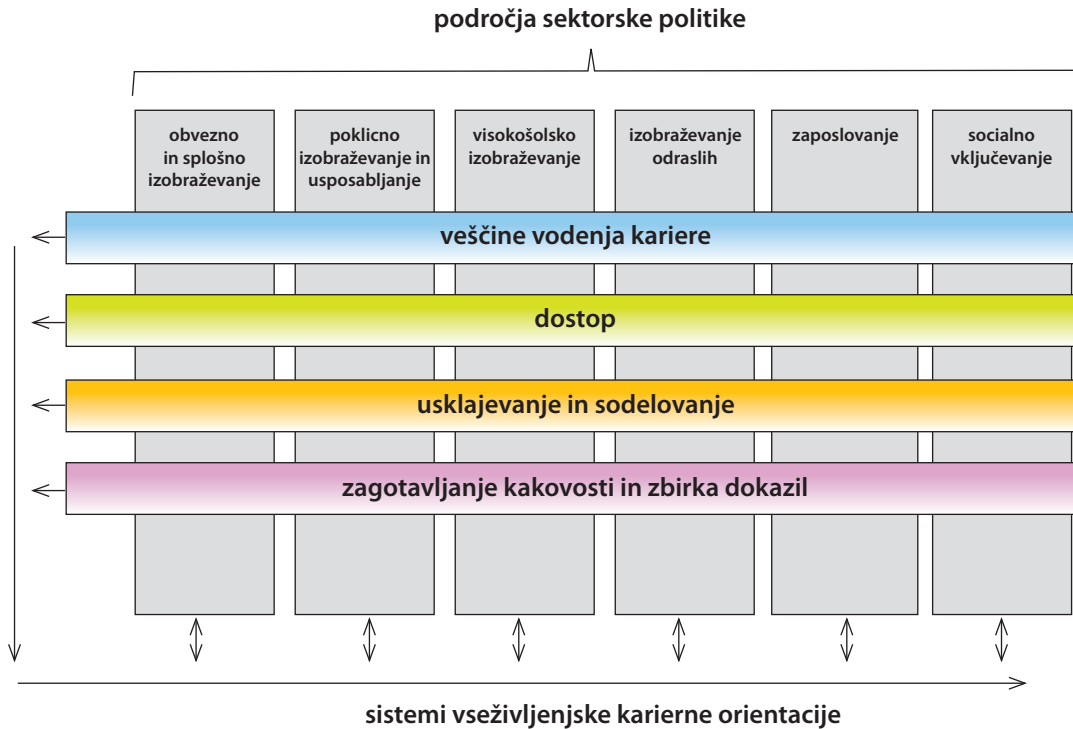 področja sektorske politike
obvezno
in splošno
izobraževanje
poklicno
izobraževanje in
usposabljanje
visokošolsko
izobraževanje
izobraževanje
odraslih
zaposlovanje
socialno
vključevanje
veščine vodenja kariere
dostop
usklajevanje in sodelovanje
zagotavljanje kakovosti in zbirka dokazil
sistemi vseživljenjske karierne orientacije